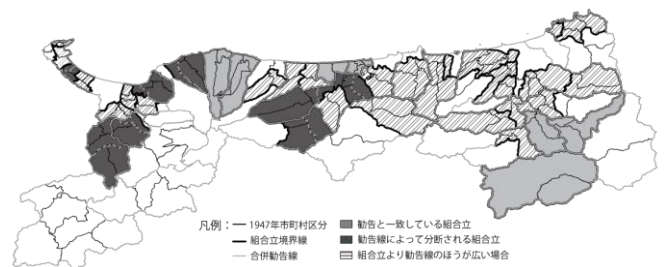 凡例：
1947年市町村区分
組合立境界線
合併勧告線
勧告と一致している組合立
勧告線によって分断される組合立
組合立より勧告線のほうが広い場合